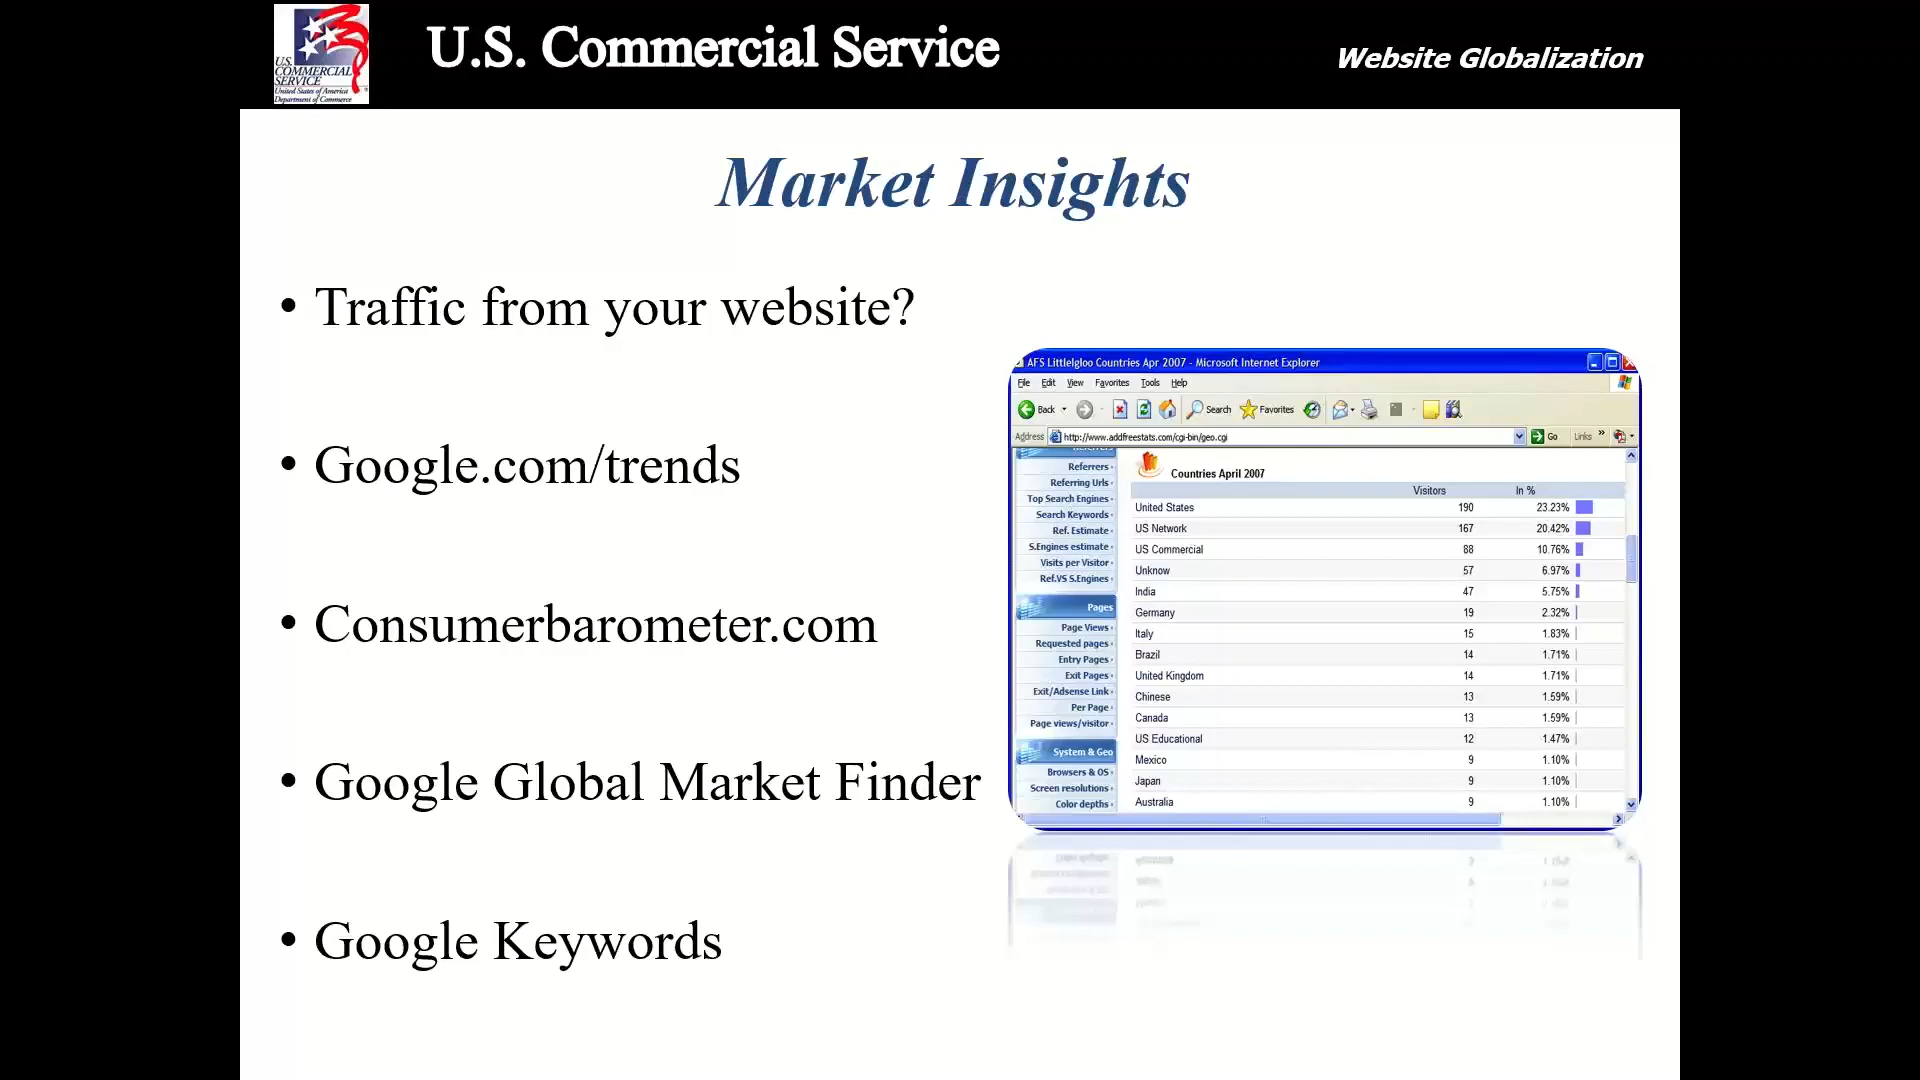 U.S.
COMMERCIAL
SERVICE
United States of America
Department of Commerce
U.S. Commercial Service
Website Globalization
Market Insights
• Traffic from your website?
• Google.com/trends
• Consumerbarometer.com
• Google Global Market Finder
• Google Keywords
AFS LittleIgloo Countries Apr 2007 - Microsoft Internet Explorer
File Edit View Favorites Tools Help
Back Search Favorites
Address http://www.addfreestats.com/cgi-bin/geo.cgi Go Links »
Referrers
Referrers
Referring Urls
Top Search Engines
Search Keywords
Ref. Estimate
S.Engines estimate
Visits per Visitor
Ref.VS S.Engines
Pages
Page Views
Requested pages
Entry Pages
Exit Pages
Exit/Adsense Link
Per Page
Page views/visitor
System & Geo
Browsers & OS
Screen resolutions
Color depths
Countries April 2007
Visitors In %
United States 190 23.23%
US Network 167 20.42%
US Commercial 88 10.76%
Unknow 57 6.97%
India 47 5.75%
Germany 19 2.32%
Italy 15 1.83%
Brazil 14 1.71%
United Kingdom 14 1.71%
Chinese 13 1.59%
Canada 13 1.59%
US Educational 12 1.47%
Mexico 9 1.10%
Japan 9 1.10%
Australia 9 1.10%